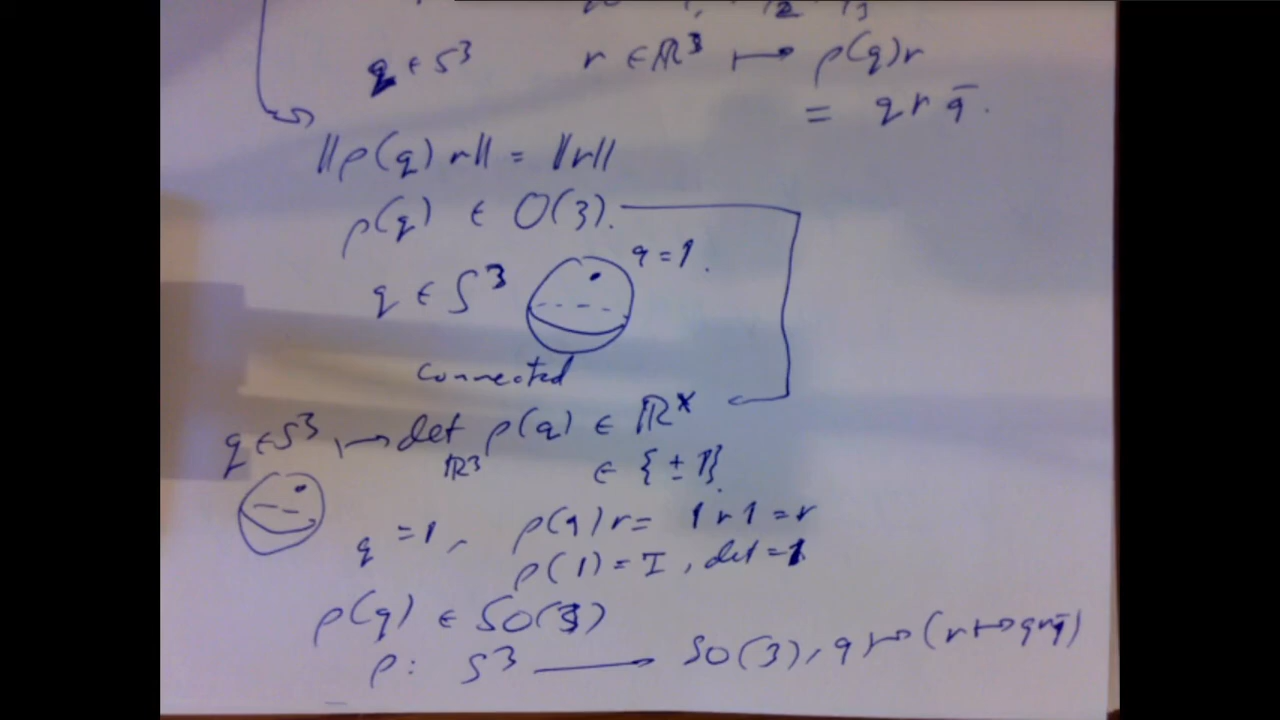 q ∈ S³ r ∈ ℝ³ ↦ ρ(q)r
= q r q̄.
‖ρ(q) r‖ = ‖r‖
ρ(q) ∈ O(3).
q = 1.
q ∈ S³
connected
q ∈ S³ ↦ det ρ(q) ∈ ℝ^×
ℝ³ ∈ {± 1}.
q = 1, ρ(q) r = 1 r 1 = r
ρ(1) = I, det = 1
ρ(q) ∈ SO(3)
ρ: S³ ⟶ SO(3), q ↦ (r ↦ q r q̄)